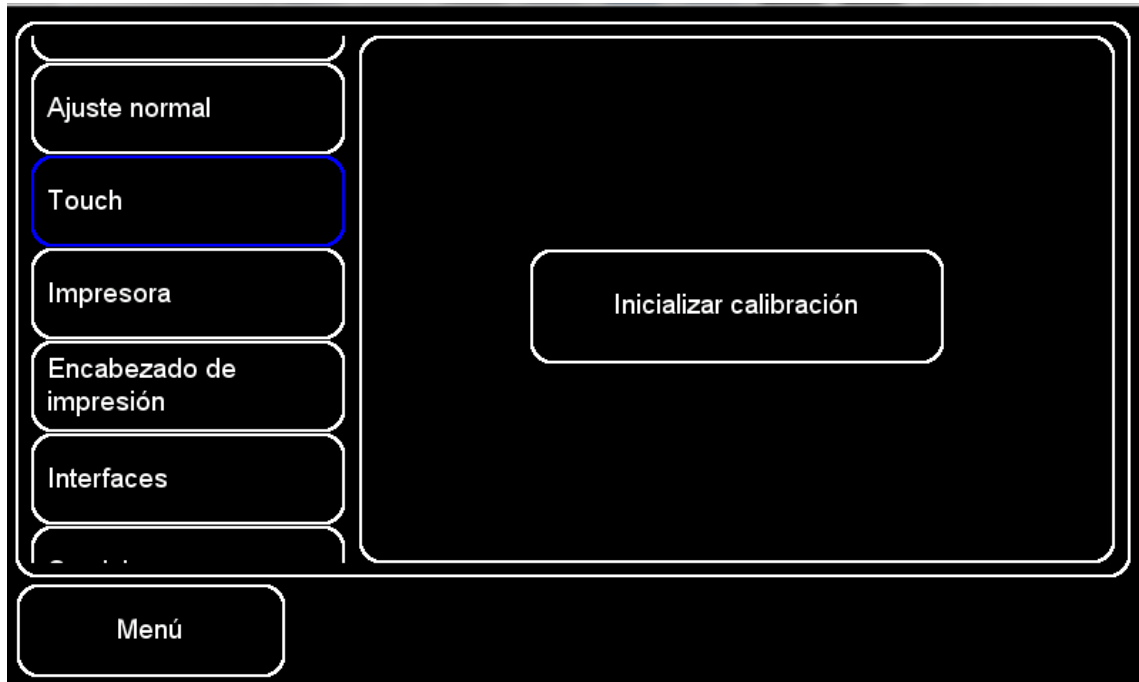 Ajuste normal
Touch
Impresora
Encabezado de
impresión
Interfaces
Inicializar calibración
Menú